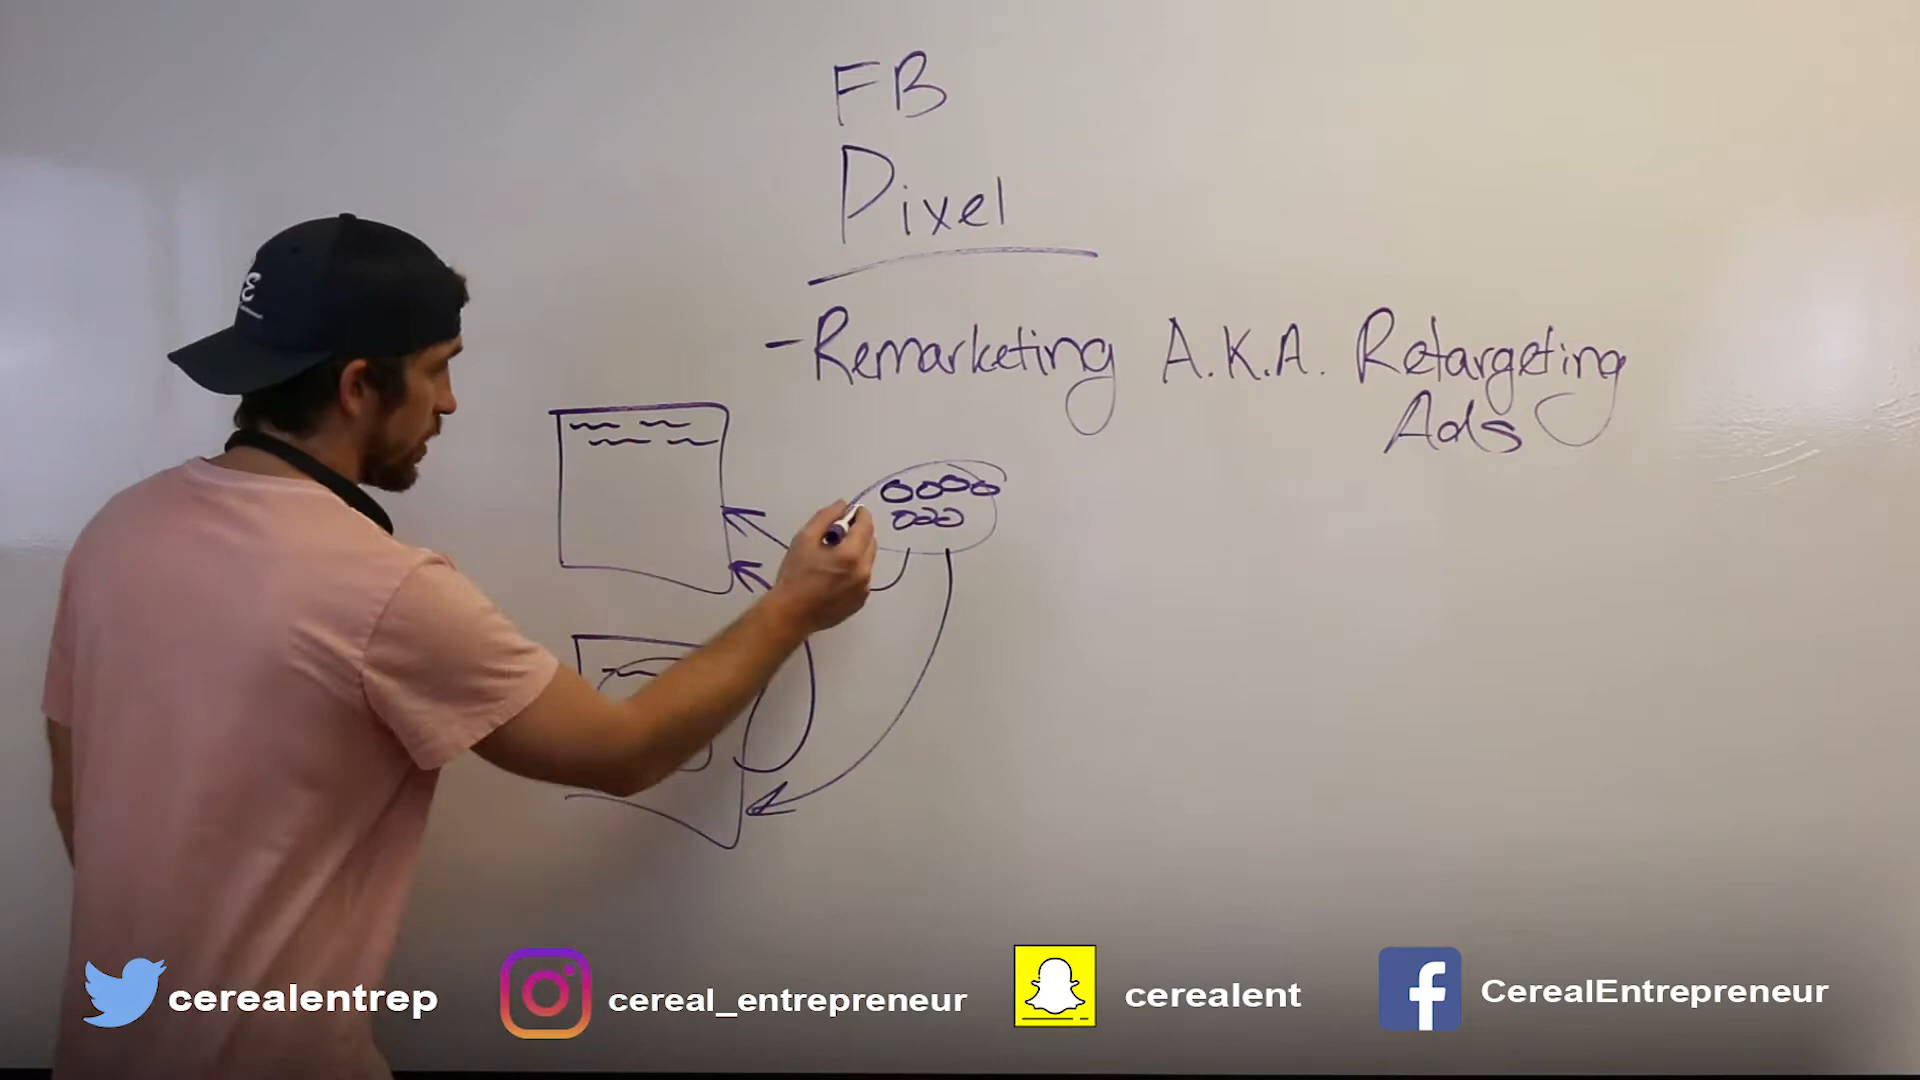 FB
Pixel
- Remarketing A.K.A. Retargeting
Ads
cerealentrep
cereal_entrepreneur
cerealent
CerealEntrepreneur